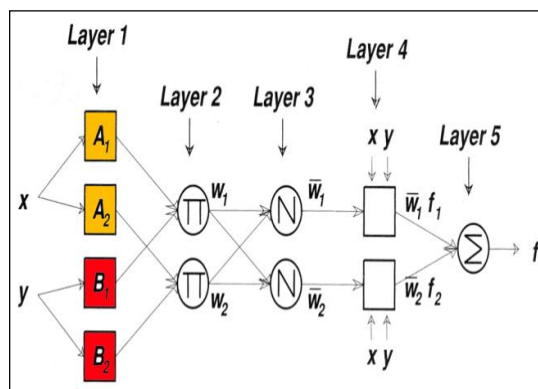 Layer 1
Layer 2
Layer 3
Layer 4
Layer 5
x y
A₁
A₂
B₁
B₂
x
y
Π
Π
w₁
w₂
N
N
w̅₁
w̅₂
w̅₁ f₁
w̅₂ f₂
Σ
f
x y